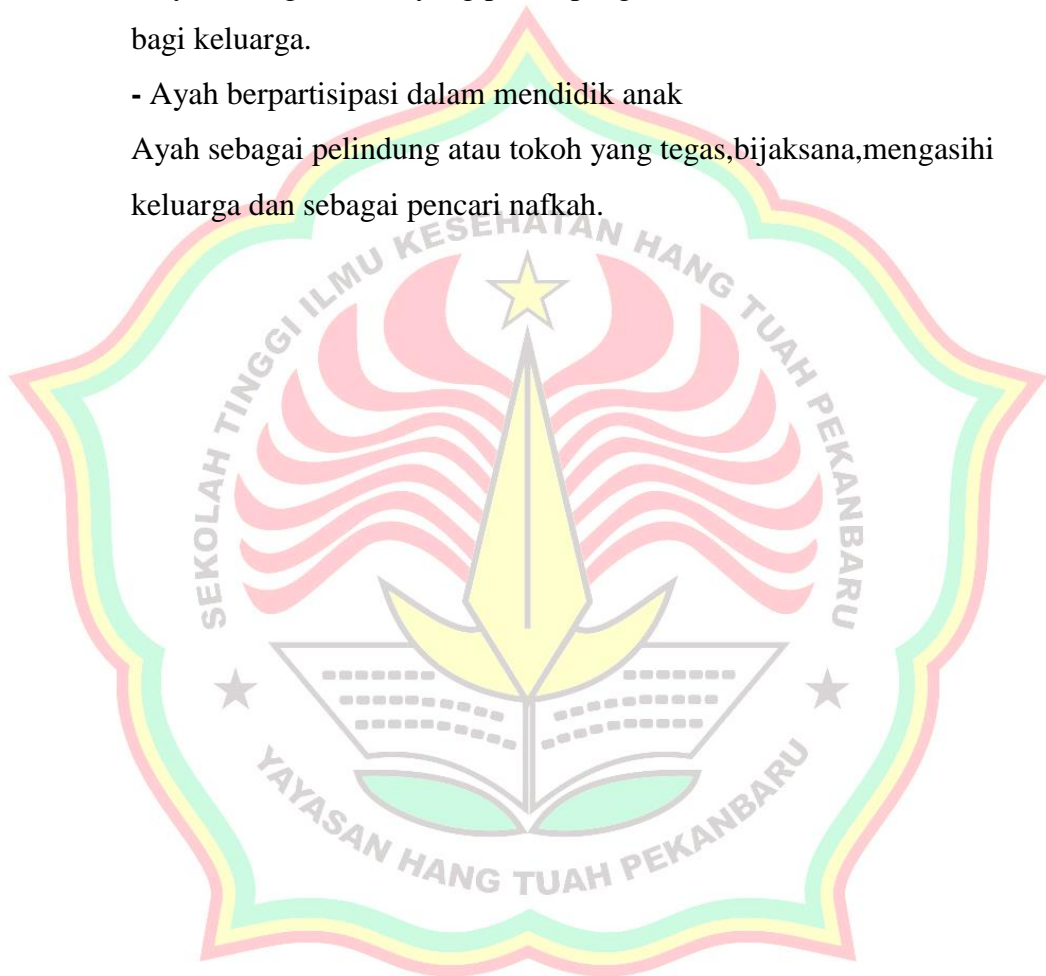 bagi keluarga.
- Ayah berpartisipasi dalam mendidik anak
Ayah sebagai pelindung atau tokoh yang tegas,bijaksana,mengasihi
keluarga dan sebagai pencari nafkah.
SEKOLAH TINGGI ILMU KESEHATAN HANG TUAH PEKANBARU
YAYASAN HANG TUAH PEKANBARU